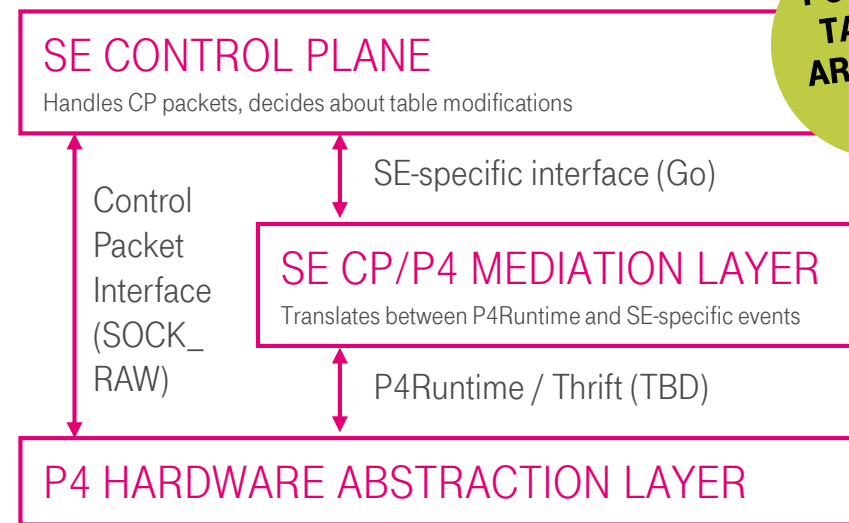 SE CONTROL PLANE
Handles CP packets, decides about table modifications
SE-specific interface (Go)
Control
Packet
Interface
(SOCK_
RAW)
SE CP/P4 MEDIATION LAYER
Translates between P4Runtime and SE-specific events
P4Runtime / Thrift (TBD)
P4 HARDWARE ABSTRACTION LAYER